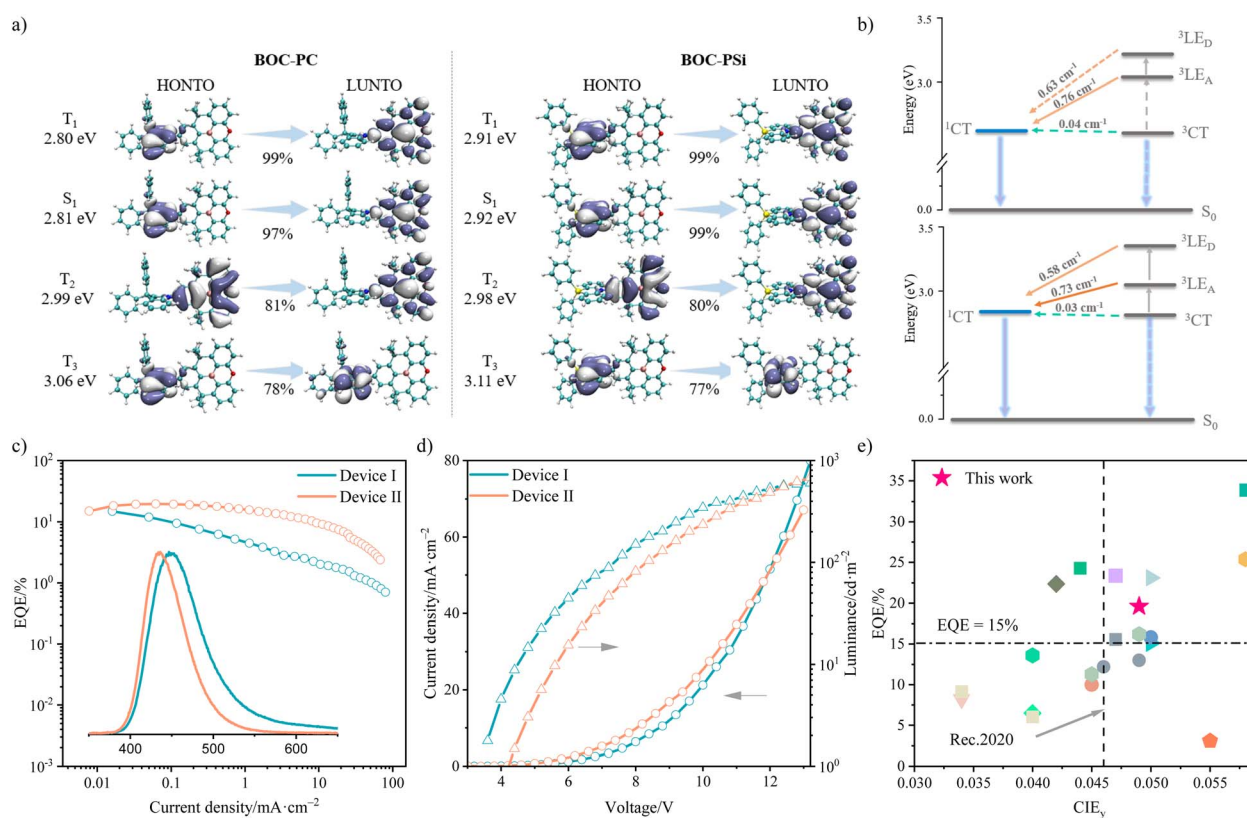 a)
BOC-PC
HONTO
LUNTO
T₁
2.80 eV
99%
S₁
2.81 eV
97%
T₂
2.99 eV
81%
T₃
3.06 eV
78%
BOC-PSi
HONTO
LUNTO
T₁
2.91 eV
99%
S₁
2.92 eV
99%
T₂
2.98 eV
80%
T₃
3.11 eV
77%
b)
3.5
3.0
0.0
Energy (eV)
³LE_D
³LE_A
0.63 cm⁻¹
0.76 cm⁻¹
¹CT
0.04 cm⁻¹
³CT
S₀
3.5
3.0
0.0
Energy (eV)
³LE_D
³LE_A
0.58 cm⁻¹
0.73 cm⁻¹
¹CT
0.03 cm⁻¹
³CT
S₀
c)
EQE/%
10²
10¹
10⁰
10⁻¹
10⁻²
10⁻³
Device I
Device II
400 500 600
0.01 0.1 1 10 100
Current density/mA·cm⁻²
d)
Current density/mA·cm⁻²
80
60
40
20
0
Device I
Device II
10³
10²
10¹
10⁰
Luminance/cd·m⁻²
4 6 8 10 12
Voltage/V
e)
EQE/%
35
30
25
20
15
10
5
0
This work
EQE = 15%
Rec.2020
0.030 0.035 0.040 0.045 0.050 0.055
CIE_y